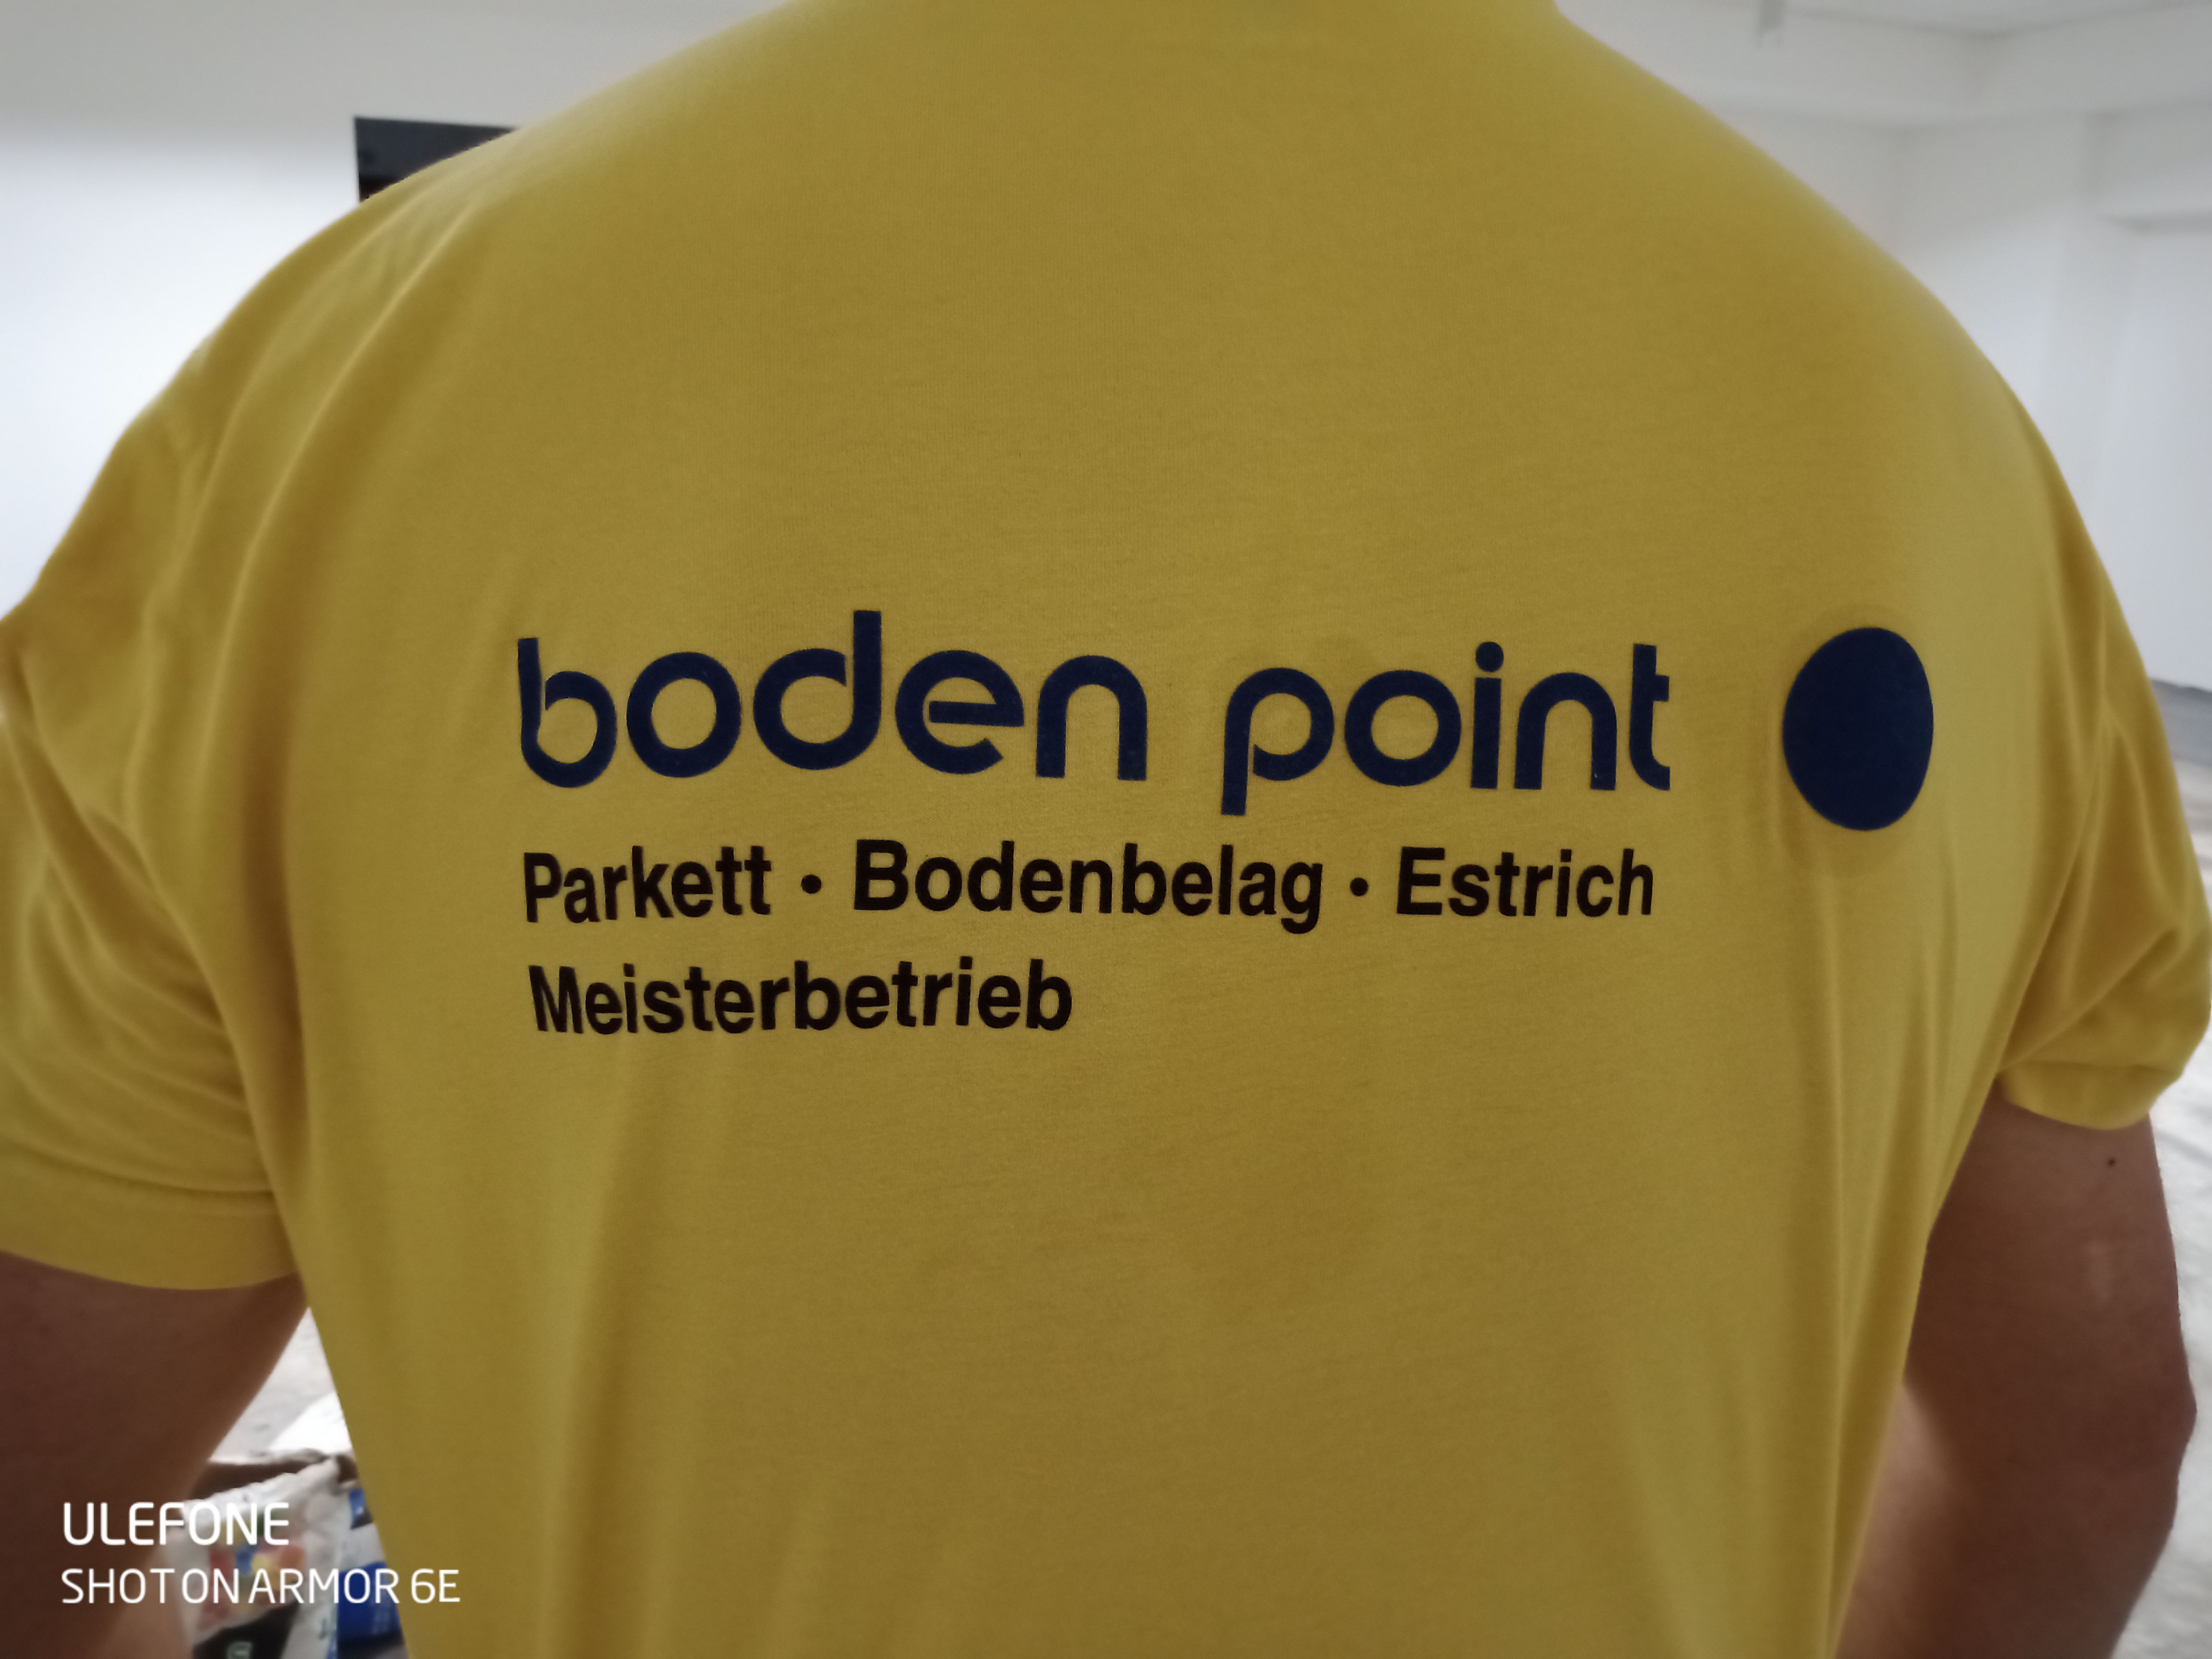 boden point
Parkett • Bodenbelag • Estrich
Meisterbetrieb
ULEFONE
SHOT ON ARMOR 6E